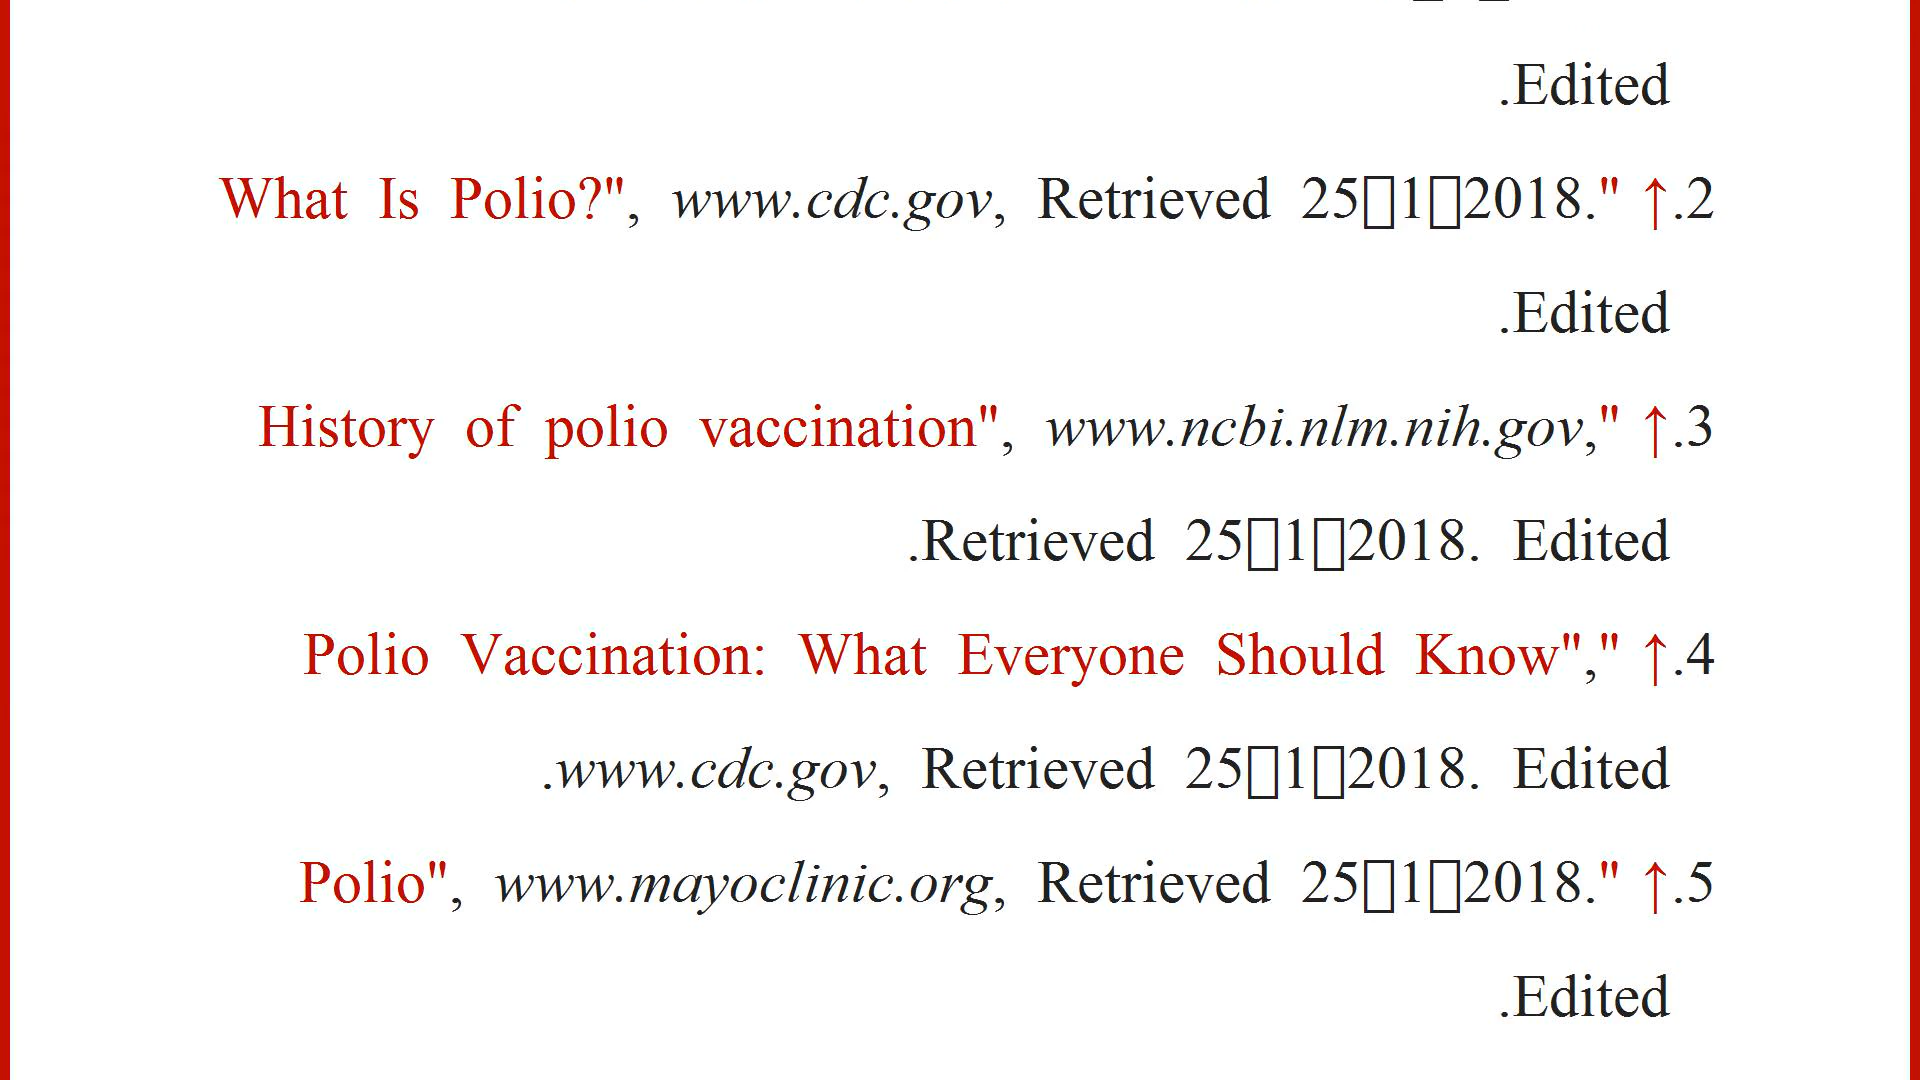 .Edited
What Is Polio?", www.cdc.gov, Retrieved 25▯1▯2018." ↑.2
.Edited
History of polio vaccination", www.ncbi.nlm.nih.gov," ↑.3
.Retrieved 25▯1▯2018. Edited
Polio Vaccination: What Everyone Should Know"," ↑.4
.www.cdc.gov, Retrieved 25▯1▯2018. Edited
Polio", www.mayoclinic.org, Retrieved 25▯1▯2018." ↑.5
.Edited